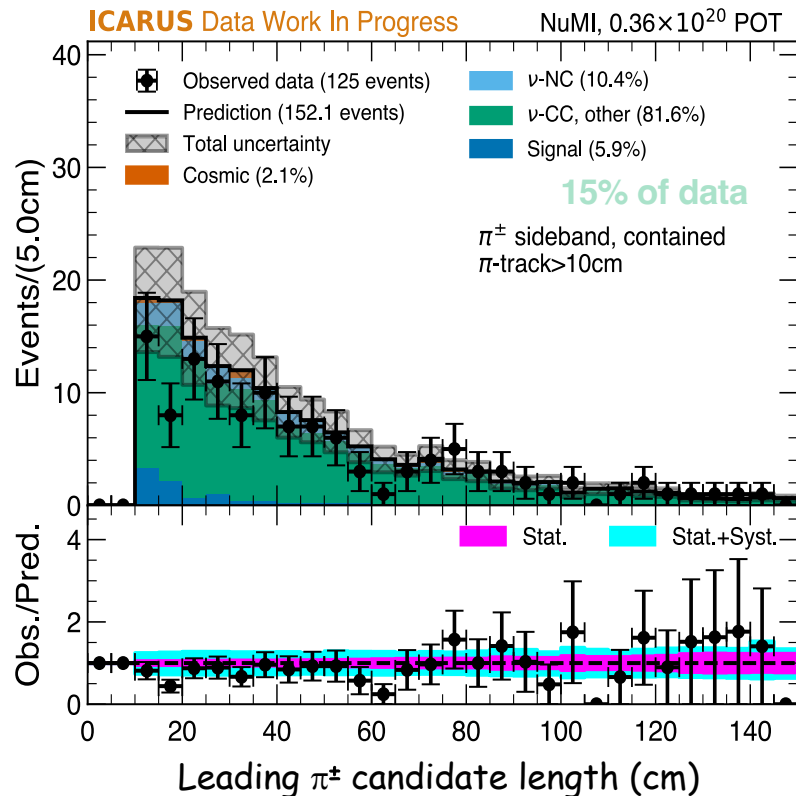 ICARUS Data Work In Progress
NuMI, 0.36×10²⁰ POT
Observed data (125 events)
Prediction (152.1 events)
Total uncertainty
Cosmic (2.1%)
ν-NC (10.4%)
ν-CC, other (81.6%)
Signal (5.9%)
15% of data
π± sideband, contained
π-track>10cm
Events/(5.0cm)
40
30
20
10
0
Stat.
Stat.+Syst.
Obs./Pred.
4
2
1
0
0 20 40 60 80 100 120 140
Leading π± candidate length (cm)